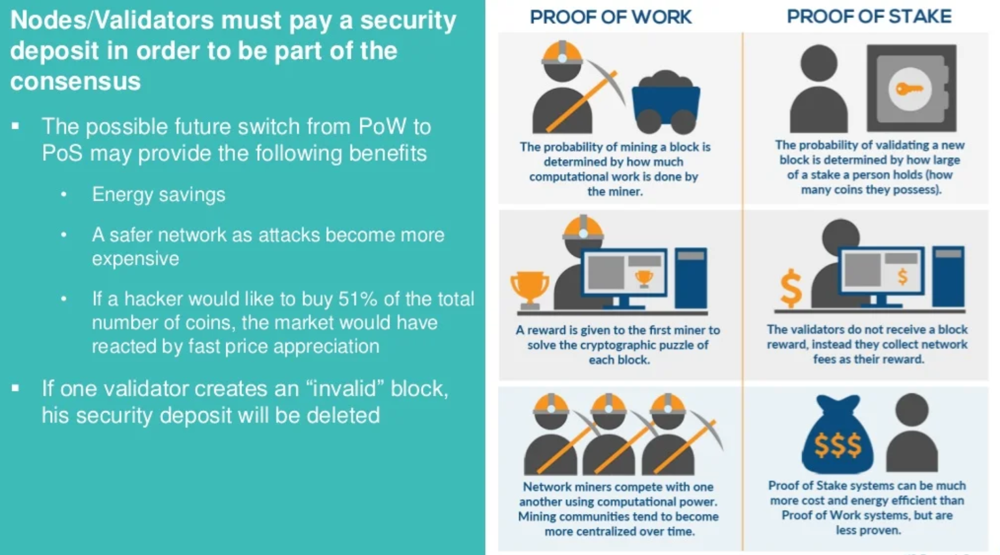 Nodes/Validators must pay a security
deposit in order to be part of the
consensus
▪ The possible future switch from PoW to
PoS may provide the following benefits
• Energy savings
• A safer network as attacks become more
expensive
• If a hacker would like to buy 51% of the total
number of coins, the market would have
reacted by fast price appreciation
▪ If one validator creates an “invalid” block,
his security deposit will be deleted
PROOF OF WORK
PROOF OF STAKE
The probability of mining a block is
determined by how much
computational work is done by
the miner.
The probability of validating a new
block is determined by how large
of a stake a person holds (how
many coins they possess).
$
$
A reward is given to the first miner to
solve the cryptographic puzzle of
each block.
The validators do not receive a block
reward, instead they collect network
fees as their reward.
$$$
Network miners compete with one
another using computational power.
Mining communities tend to become
more centralized over time.
Proof of Stake systems can be much
more cost and energy efficient than
Proof of Work systems, but are
less proven.